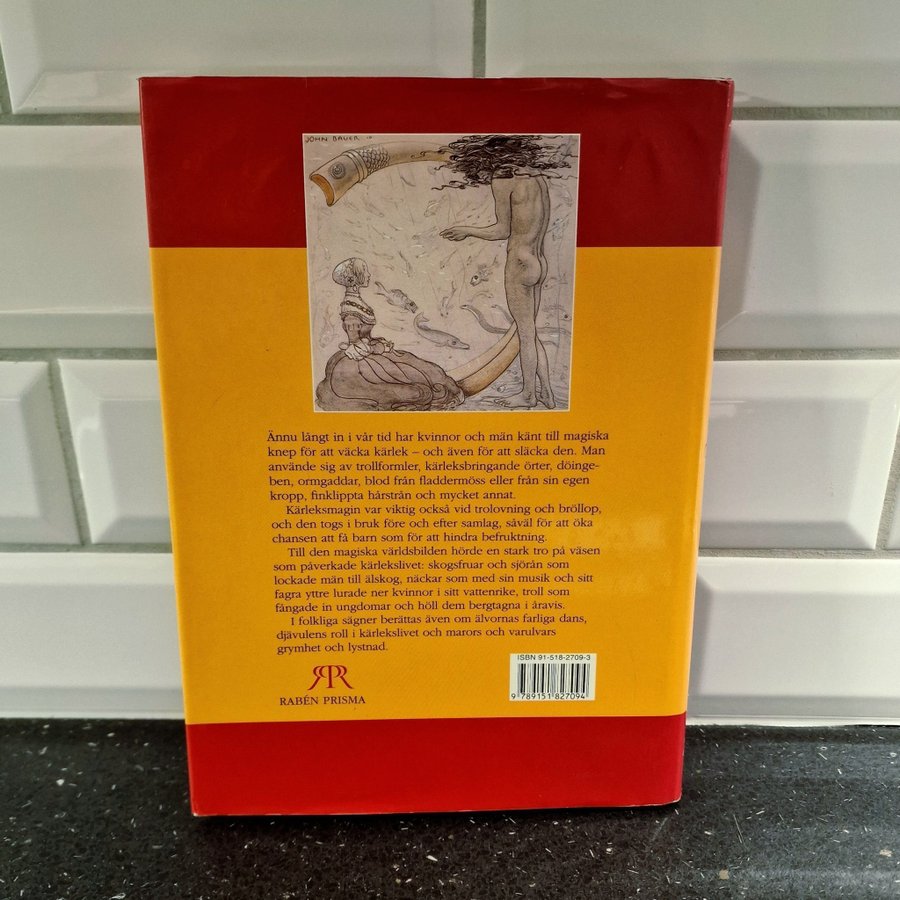 JOHN BAUER
Ännu långt in i vår tid har kvinnor och män känt till magiska
knep för att väcka kärlek – och även för att släcka den. Man
använde sig av trollformler, kärleksbringande örter, döinge-
ben, ormgaddar, blod från fladdermöss eller från sin egen
kropp, finklippta hårstrån och mycket annat.
Kärleksmagin var viktig också vid trolovning och bröllop,
och den togs i bruk före och efter samlag, såväl för att öka
chansen att få barn som för att hindra befruktning.
Till den magiska världsbilden hörde en stark tro på väsen
som påverkade kärlekslivet: skogsfruar och sjörån som
lockade män till älskog, näckar som med sin musik och sitt
fagra yttre lurade ner kvinnor i sitt vattenrike, troll som
fångade in ungdomar och höll dem bergtagna i åravis.
I folkliga sägner berättas även om älvornas farliga dans,
djävulens roll i kärlekslivet och marors och varulvars
grymhet och lystnad.
ISBN 91-518-2709-3
9 789151 827094
RABÉN PRISMA